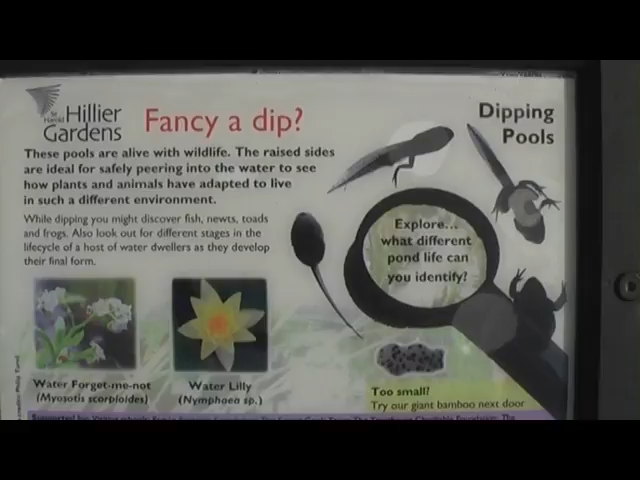 Sir Harold
Hillier
Gardens
Fancy a dip?
Dipping
Pools
These pools are alive with wildlife. The raised sides
are ideal for safely peering into the water to see
how plants and animals have adapted to live
in such a different environment.
While dipping you might discover fish, newts, toads
and frogs. Also look out for different stages in the
lifecycle of a host of water dwellers as they develop
their final form.
Explore...
what different
pond life can
you identify?
Water Forget-me-not
(Myosotis scorpioides)
Water Lilly
(Nymphaea sp.)
Too small?
Try our giant bamboo next door
Supported by: